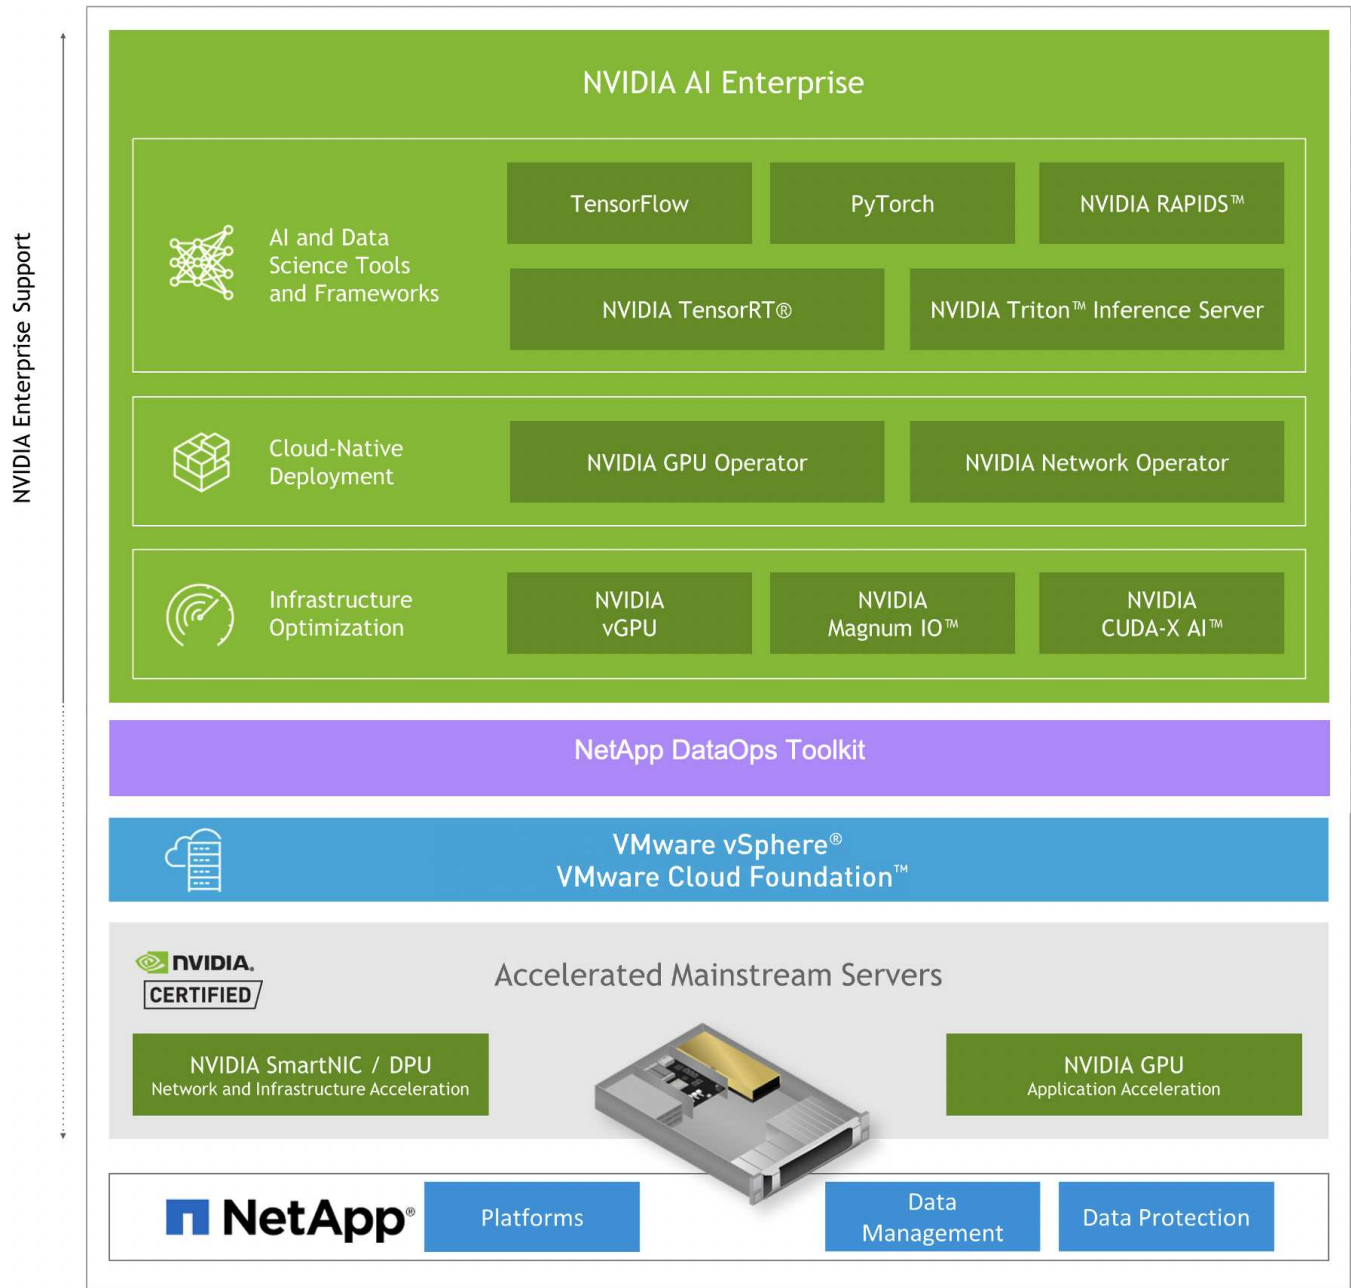 NVIDIA Enterprise Support
NVIDIA AI Enterprise
AI and Data
Science Tools
and Frameworks
TensorFlow
PyTorch
NVIDIA RAPIDS™
NVIDIA TensorRT®
NVIDIA Triton™ Inference Server
Cloud-Native
Deployment
NVIDIA GPU Operator
NVIDIA Network Operator
Infrastructure
Optimization
NVIDIA
vGPU
NVIDIA
Magnum IO™
NVIDIA
CUDA-X AI™
NetApp DataOps Toolkit
VMware vSphere®
VMware Cloud Foundation™
NVIDIA.
CERTIFIED
Accelerated Mainstream Servers
NVIDIA SmartNIC / DPU
Network and Infrastructure Acceleration
NVIDIA GPU
Application Acceleration
NetApp®
Platforms
Data
Management
Data Protection